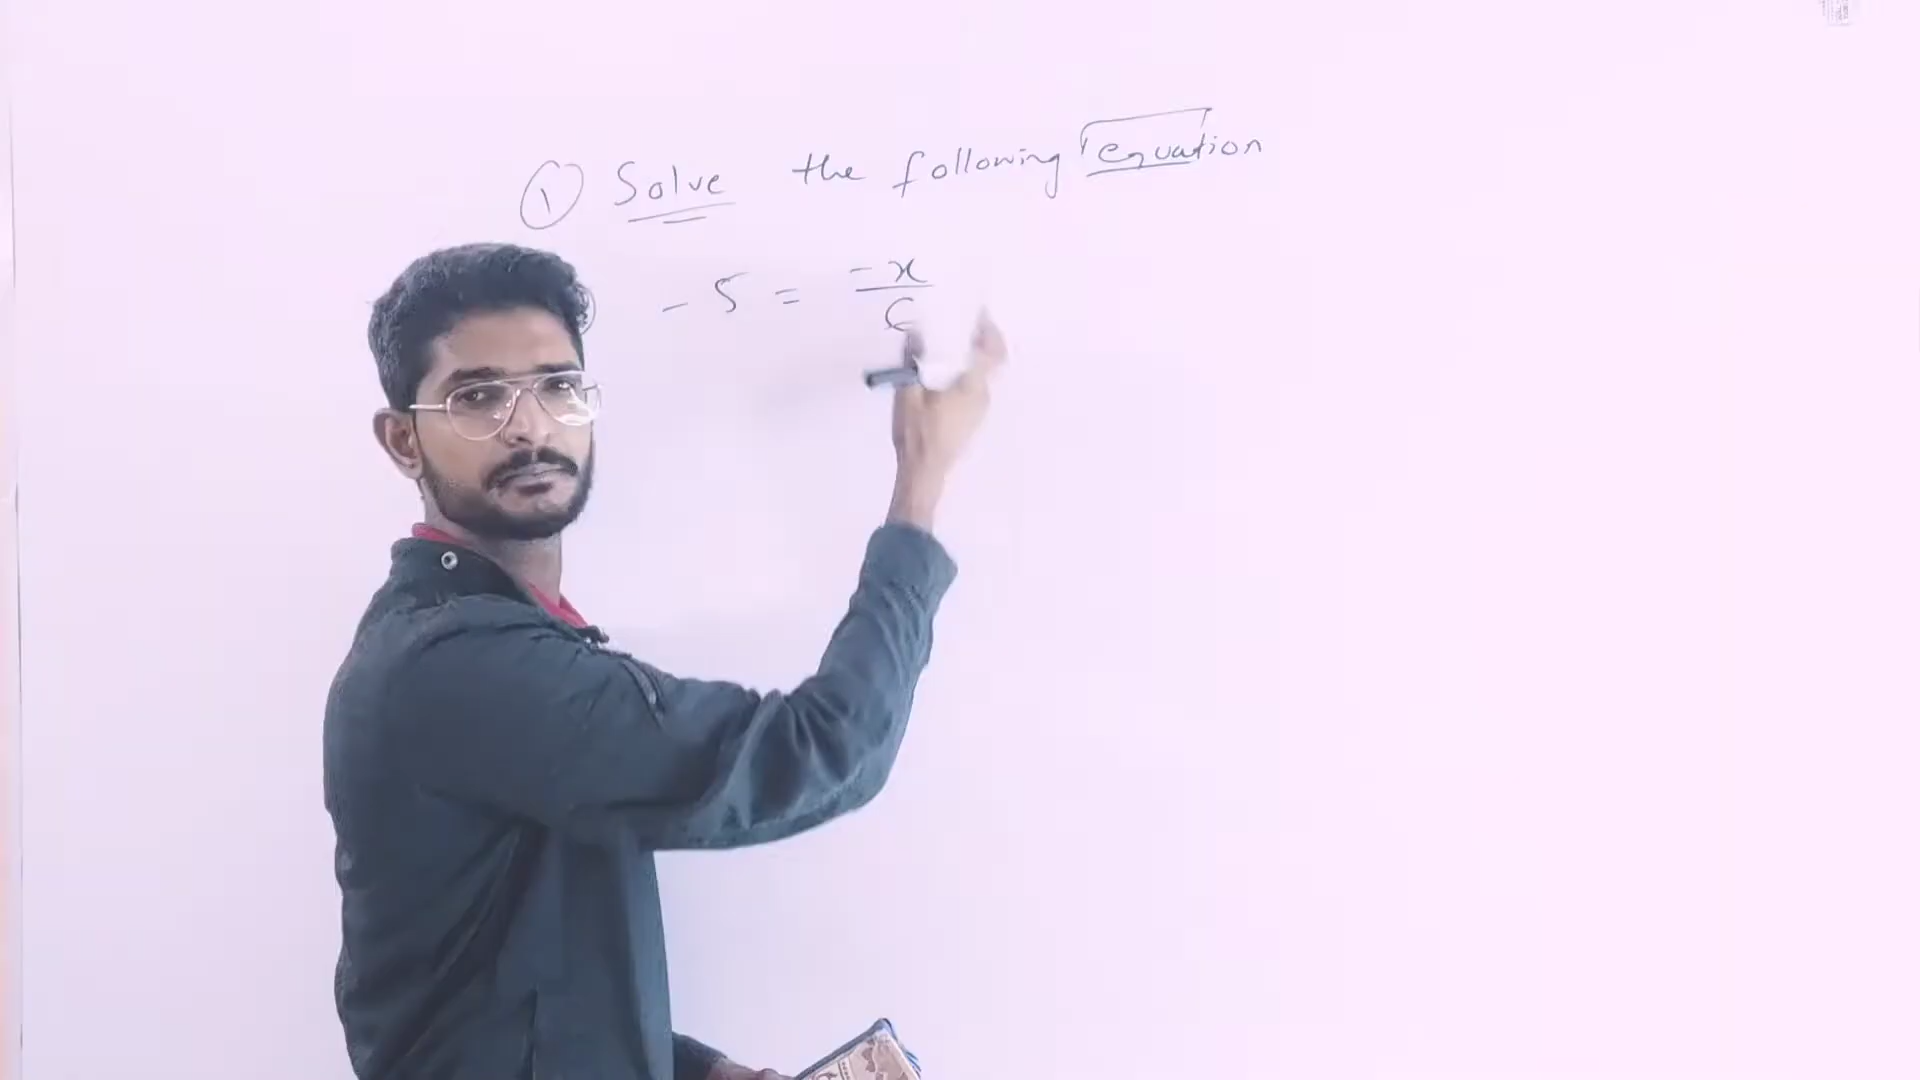 ① Solve the following equation
- 5 = -x/6